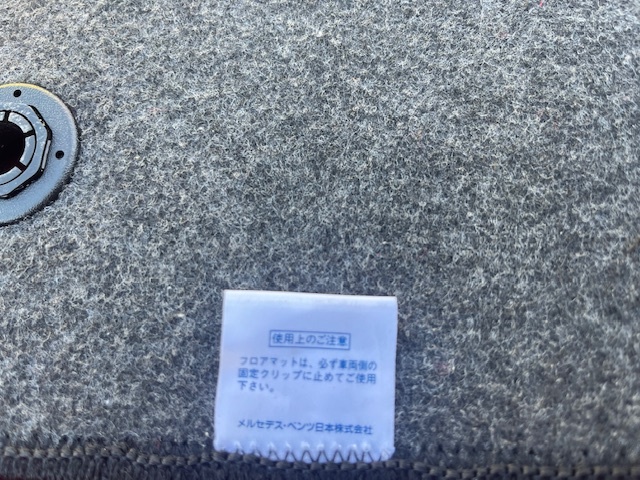 使用上のご注意
フロアマットは、必ず車両側の
固定クリップに止めてご使用
下さい。
メルセデス・ベンツ日本株式会社